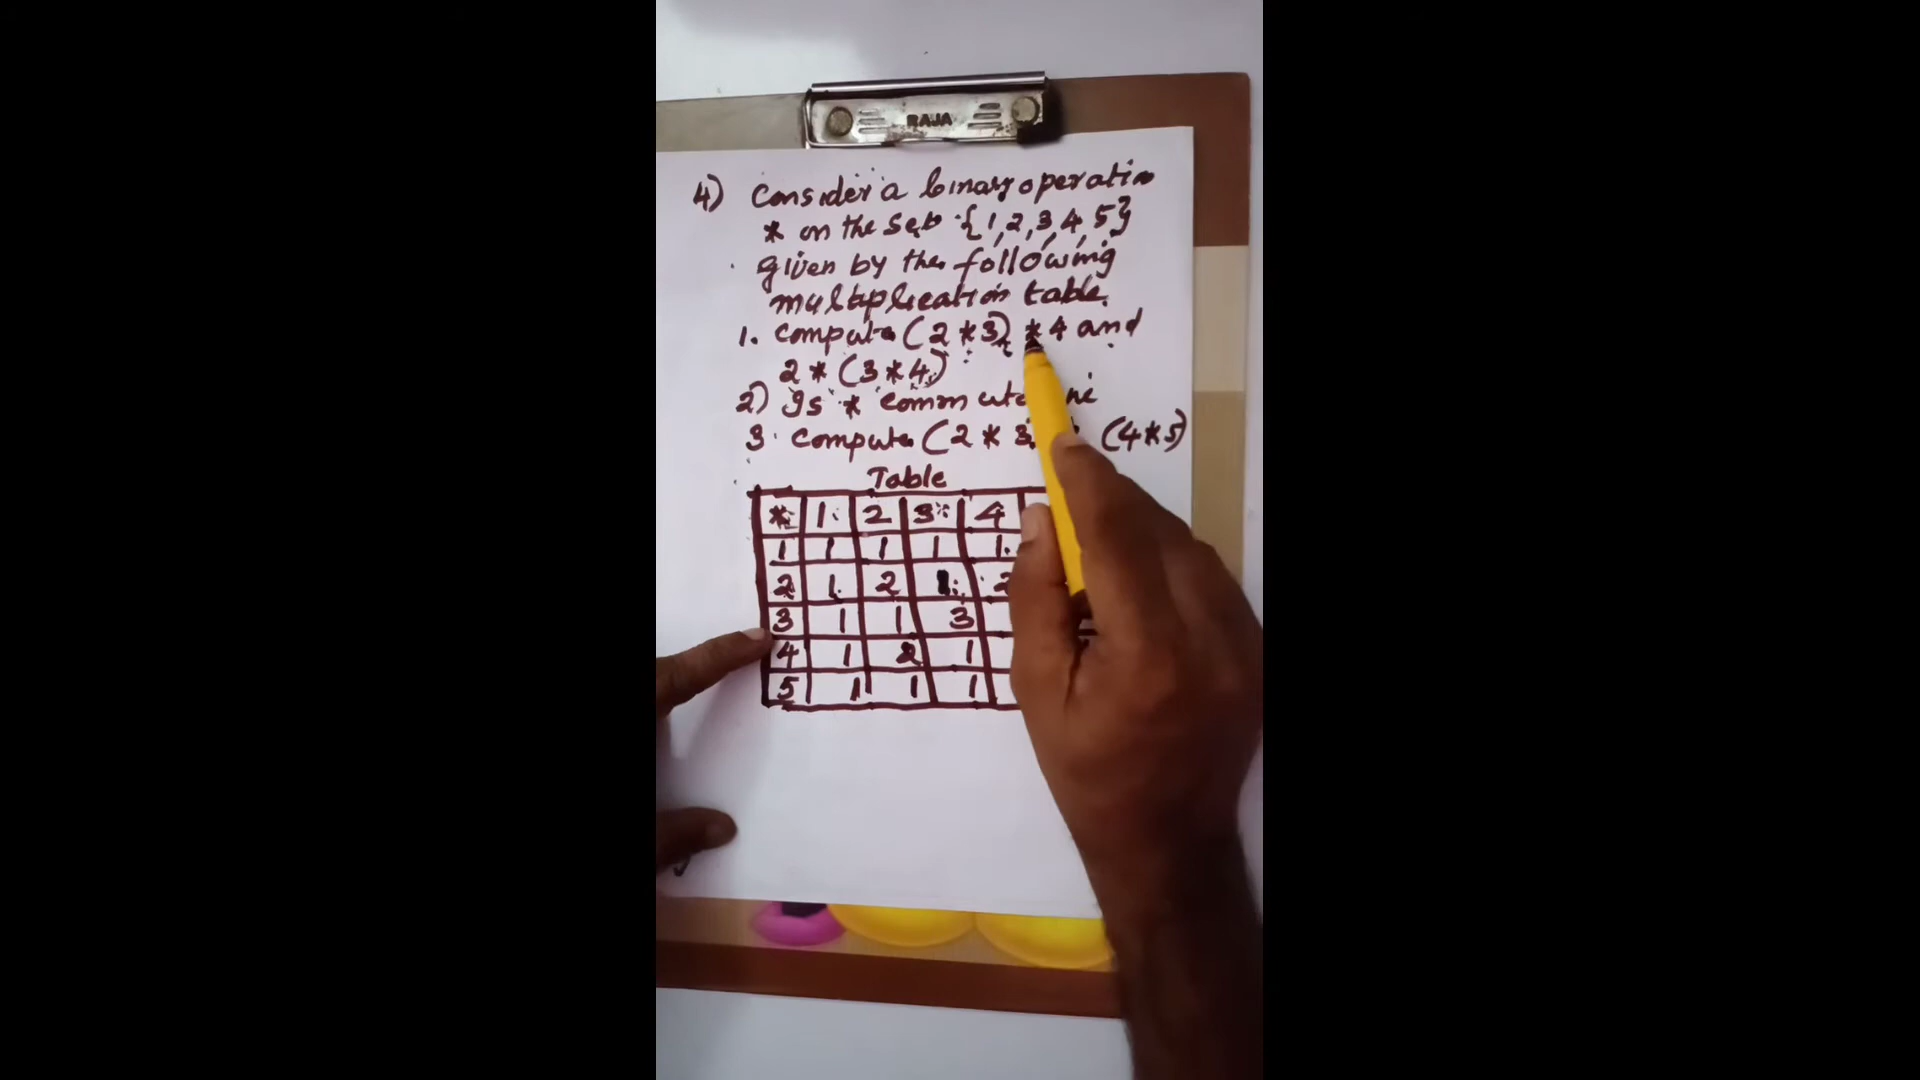 RAJA
4) Consider a binary operation
* on the set {1, 2, 3, 4, 5}
given by the following
multiplication table.
1. compute (2 * 3) * 4 and
2 * (3 * 4)
2) Is * comm
3. compute (2 * 3 (4 * 5)
Table
* 1 2 3 4
1 1 1 1 1
2 1 2 1 2
3 1 1 3
4 1 2 1
5 1 1 1